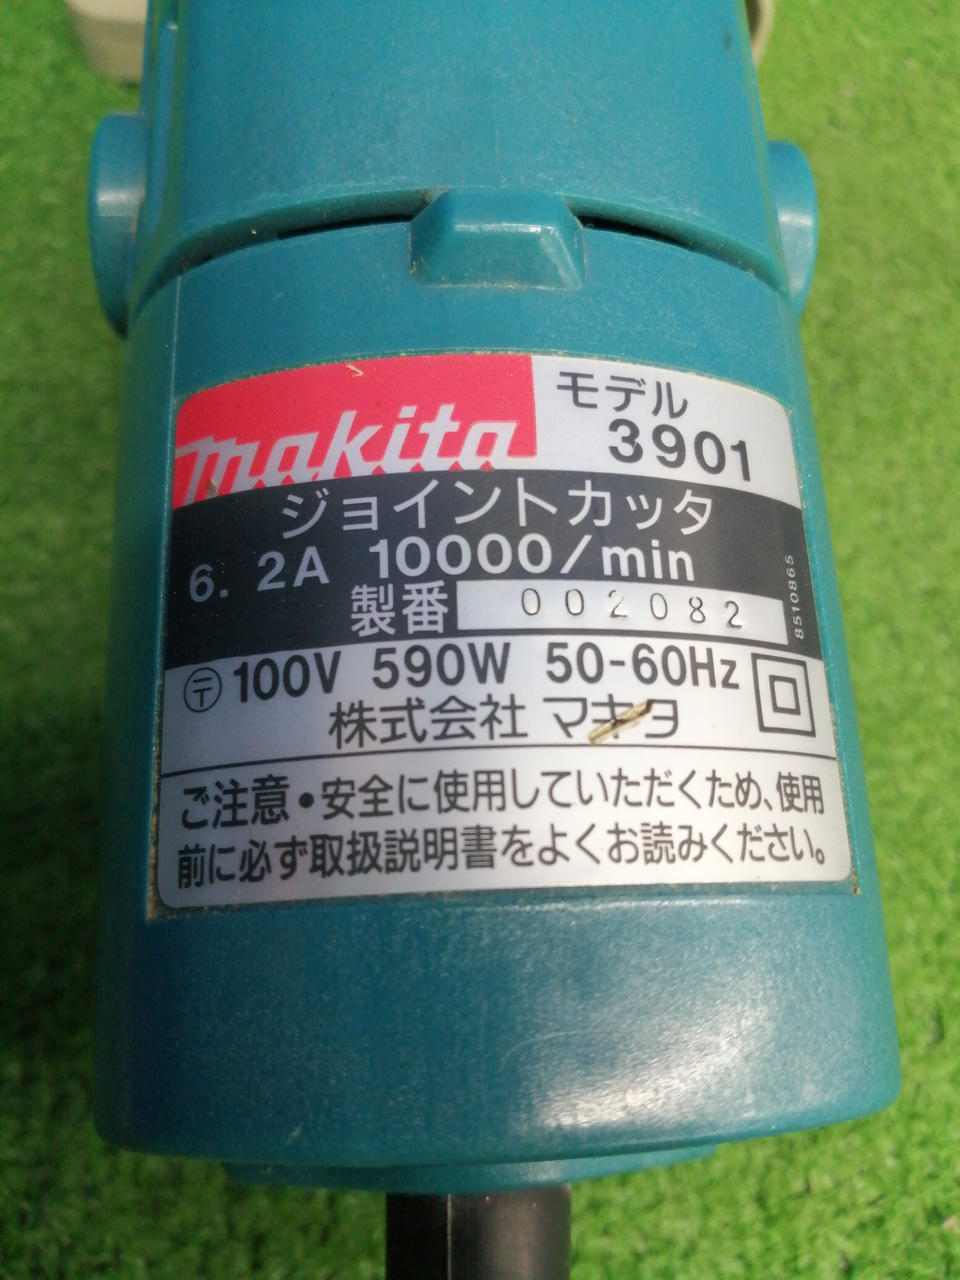 makita
モデル
3901
ジョイントカッタ
6.2A 10000/min
製番 002082
8510865
〒 100V 590W 50-60Hz
株式会社 マキタ
ご注意・安全に使用していただくため、使用
前に必ず取扱説明書をよくお読みください。